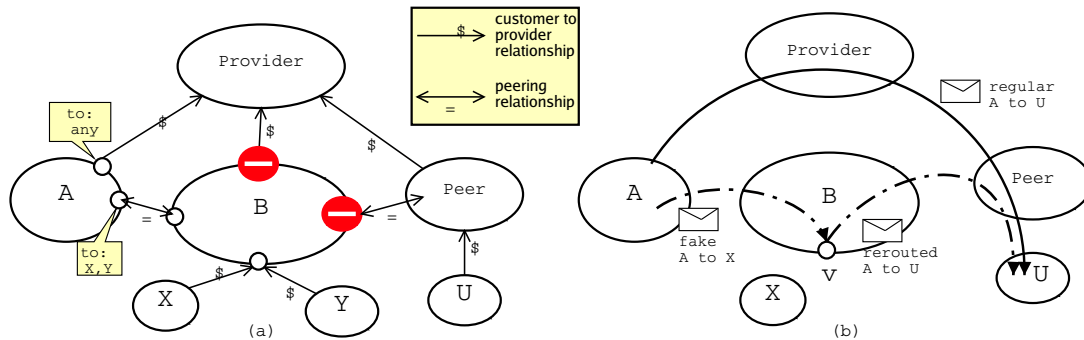 customer to
provider
relationship
$
peering
relationship
=
Provider
to:
any
$
$
$
A
B
Peer
=
=
to:
X,Y
$
$
$
X
Y
U
(a)
Provider
regular
A to U
A
B
Peer
fake
A to X
rerouted
A to U
v
X
U
(b)